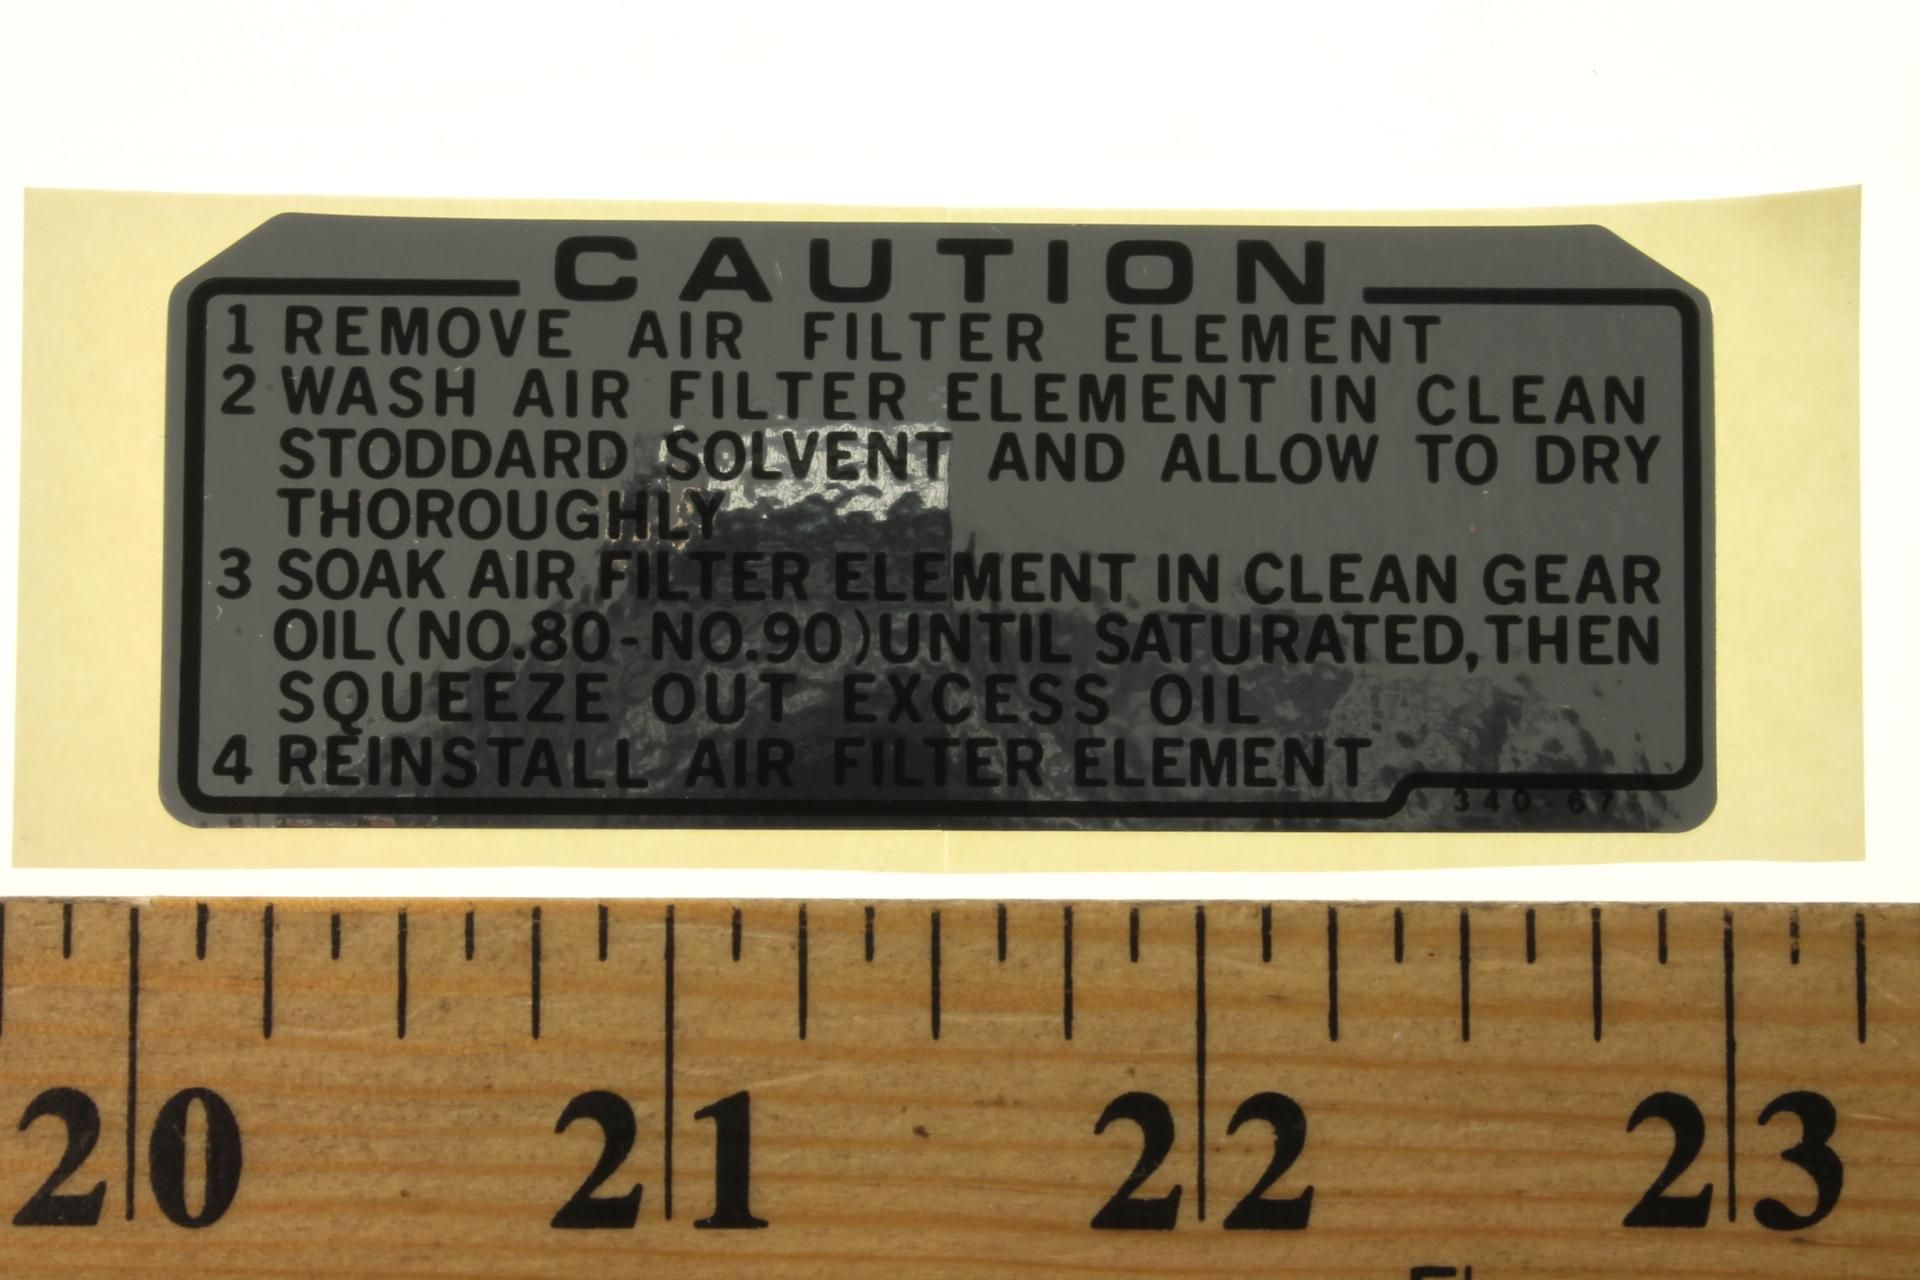 CAUTION
1 REMOVE AIR FILTER ELEMENT
2 WASH AIR FILTER ELEMENT IN CLEAN
STODDARD SOLVENT AND ALLOW TO DRY
THOROUGHLY
3 SOAK AIR FILTER ELEMENT IN CLEAN GEAR
OIL(NO.80-NO.90)UNTIL SATURATED,THEN
SQUEEZE OUT EXCESS OIL
4 REINSTALL AIR FILTER ELEMENT
340-67
20 21 22 23